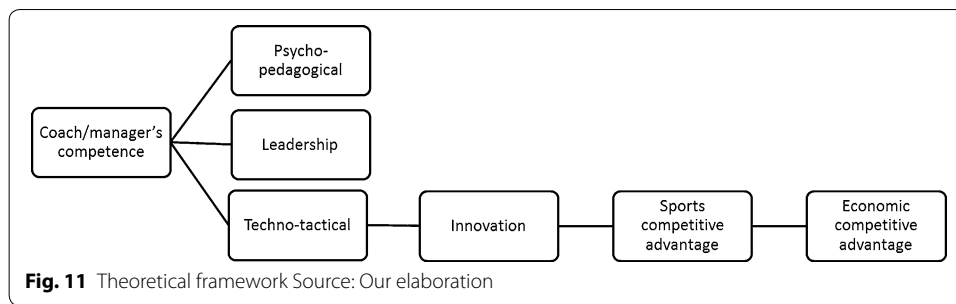 Psycho-
pedagogical
Coach/manager's
competence
Leadership
Techno-tactical
Innovation
Sports
competitive
advantage
Economic
competitive
advantage
Fig. 11 Theoretical framework Source: Our elaboration